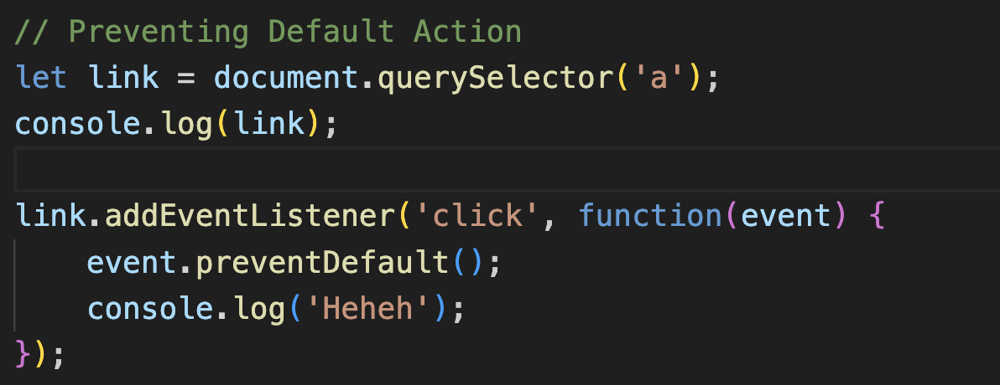 // Preventing Default Action
let link = document.querySelector('a');
console.log(link);
link.addEventListener('click', function(event) {
    event.preventDefault();
    console.log('Heheh');
});